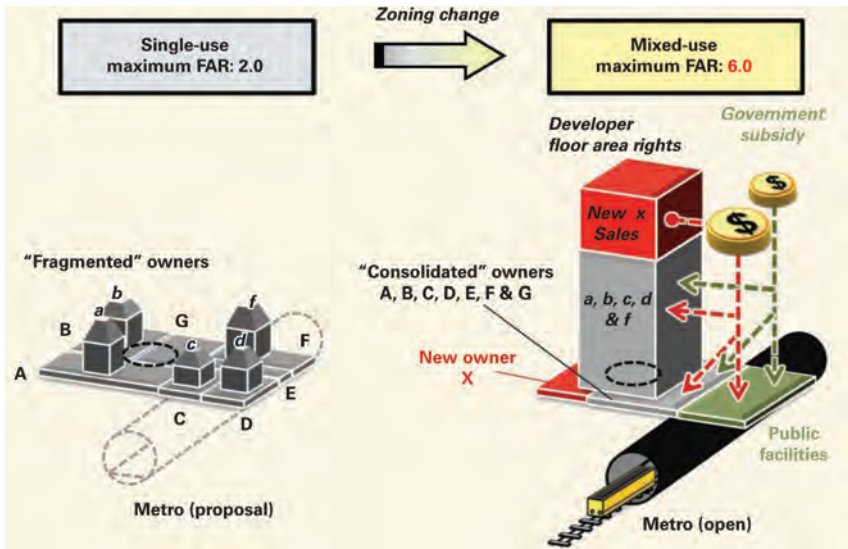 Zoning change
Single-use
maximum FAR: 2.0
Mixed-use
maximum FAR: 6.0
Government
subsidy
Developer
floor area rights
$
$
New x
Sales
"Fragmented" owners
"Consolidated" owners
A, B, C, D, E, F & G
a, b, c, d
& f
b
a
f
B
G
F
c
d
A
E
C
D
New owner
X
Public
facilities
Metro (proposal)
Metro (open)